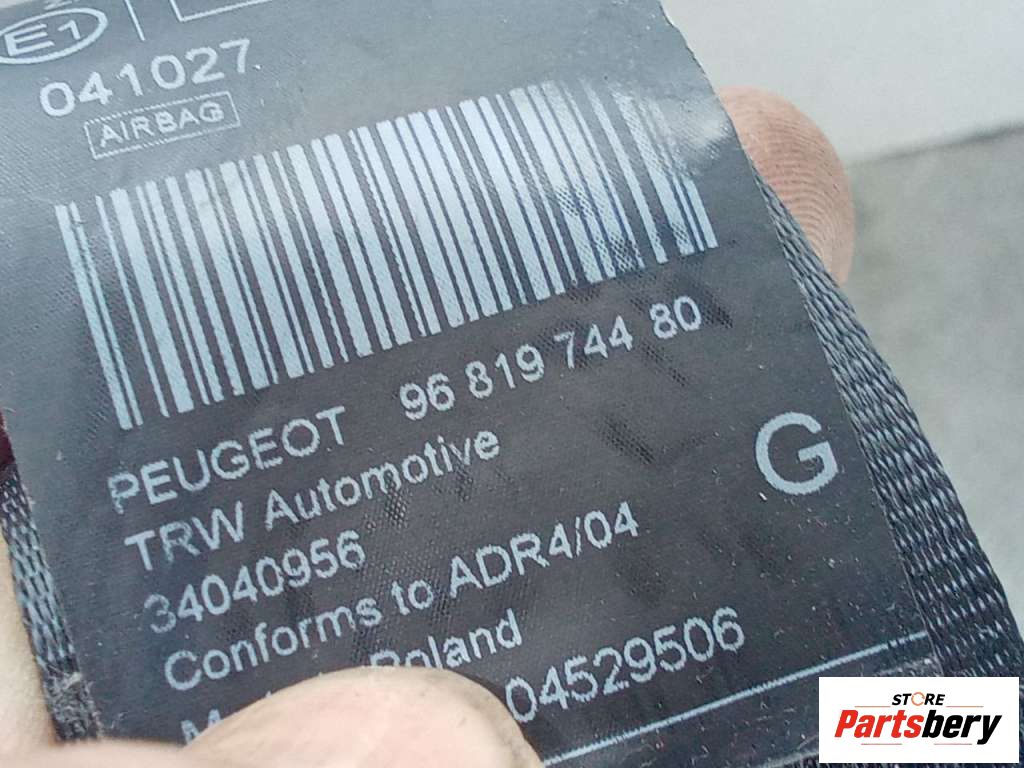 E1
041027
AIRBAG
PEUGEOT 96 819 744 80
TRW Automotive
34040956
Conforms to ADR4/04
G
Poland
04529506
STORE
Partsbery